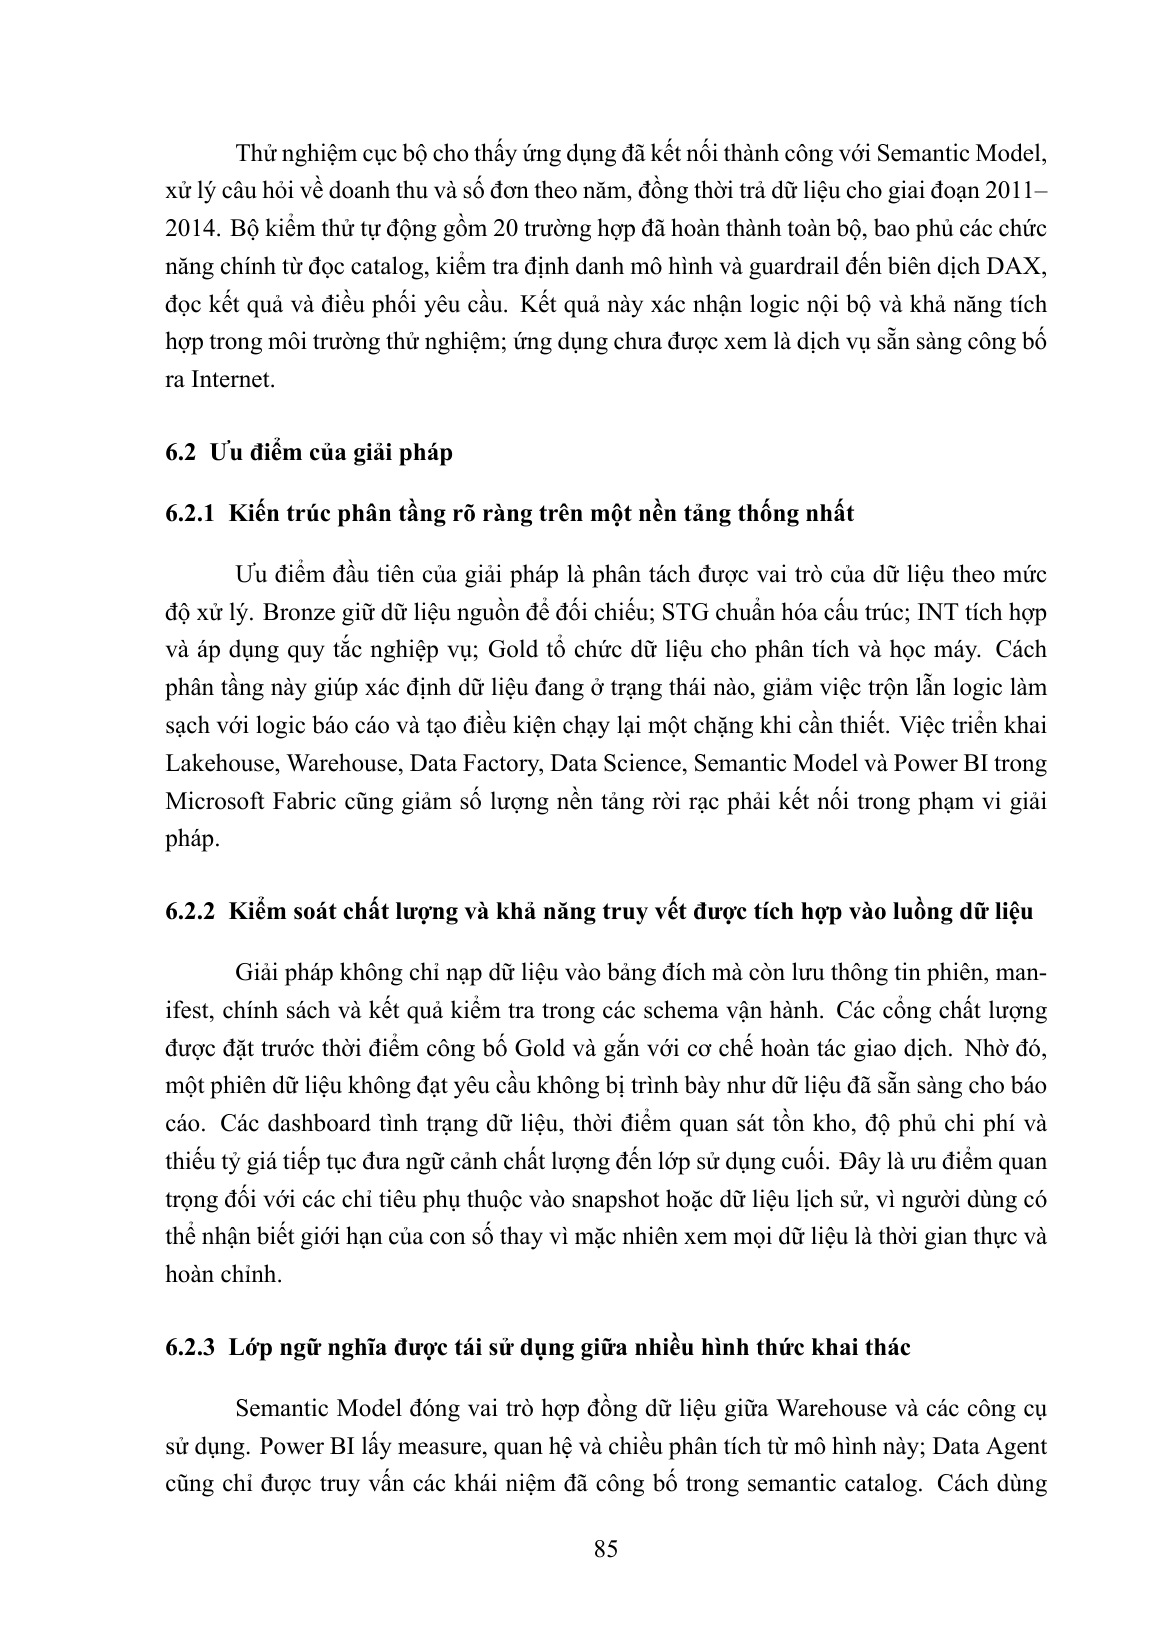 Thử nghiệm cục bộ cho thấy ứng dụng đã kết nối thành công với Semantic Model,
xử lý câu hỏi về doanh thu và số đơn theo năm, đồng thời trả dữ liệu cho giai đoạn 2011–
2014. Bộ kiểm thử tự động gồm 20 trường hợp đã hoàn thành toàn bộ, bao phủ các chức
năng chính từ đọc catalog, kiểm tra định danh mô hình và guardrail đến biên dịch DAX,
đọc kết quả và điều phối yêu cầu. Kết quả này xác nhận logic nội bộ và khả năng tích
hợp trong môi trường thử nghiệm; ứng dụng chưa được xem là dịch vụ sẵn sàng công bố
ra Internet.
6.2 Ưu điểm của giải pháp
6.2.1 Kiến trúc phân tầng rõ ràng trên một nền tảng thống nhất
Ưu điểm đầu tiên của giải pháp là phân tách được vai trò của dữ liệu theo mức
độ xử lý. Bronze giữ dữ liệu nguồn để đối chiếu; STG chuẩn hóa cấu trúc; INT tích hợp
và áp dụng quy tắc nghiệp vụ; Gold tổ chức dữ liệu cho phân tích và học máy. Cách
phân tầng này giúp xác định dữ liệu đang ở trạng thái nào, giảm việc trộn lẫn logic làm
sạch với logic báo cáo và tạo điều kiện chạy lại một chặng khi cần thiết. Việc triển khai
Lakehouse, Warehouse, Data Factory, Data Science, Semantic Model và Power BI trong
Microsoft Fabric cũng giảm số lượng nền tảng rời rạc phải kết nối trong phạm vi giải
pháp.
6.2.2 Kiểm soát chất lượng và khả năng truy vết được tích hợp vào luồng dữ liệu
Giải pháp không chỉ nạp dữ liệu vào bảng đích mà còn lưu thông tin phiên, man-
ifest, chính sách và kết quả kiểm tra trong các schema vận hành. Các cổng chất lượng
được đặt trước thời điểm công bố Gold và gắn với cơ chế hoàn tác giao dịch. Nhờ đó,
một phiên dữ liệu không đạt yêu cầu không bị trình bày như dữ liệu đã sẵn sàng cho báo
cáo. Các dashboard tình trạng dữ liệu, thời điểm quan sát tồn kho, độ phủ chi phí và
thiếu tỷ giá tiếp tục đưa ngữ cảnh chất lượng đến lớp sử dụng cuối. Đây là ưu điểm quan
trọng đối với các chỉ tiêu phụ thuộc vào snapshot hoặc dữ liệu lịch sử, vì người dùng có
thể nhận biết giới hạn của con số thay vì mặc nhiên xem mọi dữ liệu là thời gian thực và
hoàn chỉnh.
6.2.3 Lớp ngữ nghĩa được tái sử dụng giữa nhiều hình thức khai thác
Semantic Model đóng vai trò hợp đồng dữ liệu giữa Warehouse và các công cụ
sử dụng. Power BI lấy measure, quan hệ và chiều phân tích từ mô hình này; Data Agent
cũng chỉ được truy vấn các khái niệm đã công bố trong semantic catalog. Cách dùng
85